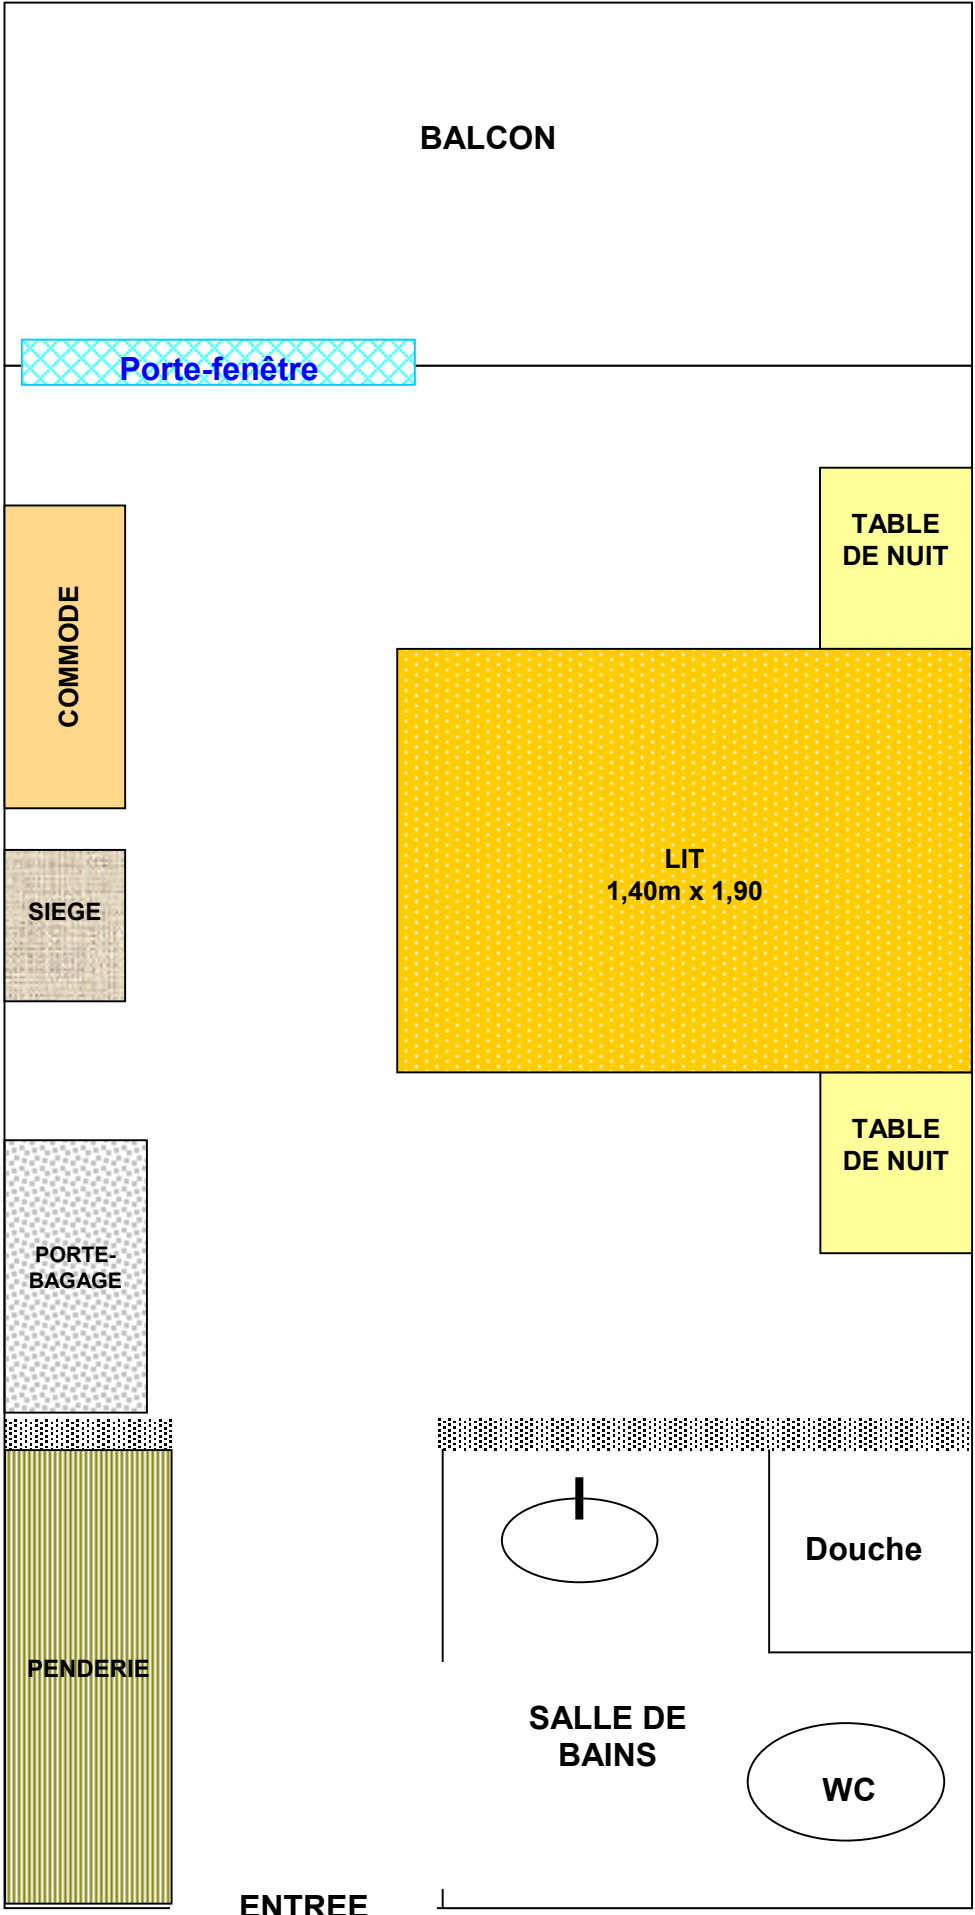 BALCON
Porte-fenêtre
TABLE
DE NUIT
COMMODE
LIT
1,40m x 1,90
SIEGE
TABLE
DE NUIT
PORTE-
BAGAGE
Douche
PENDERIE
SALLE DE
BAINS
WC
ENTREE